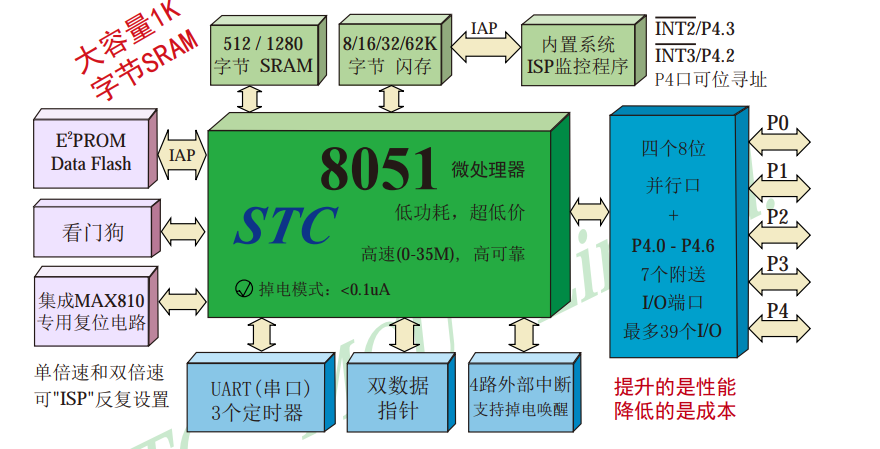 大容量1K
字节SRAM
512 / 1280
字节 SRAM
8/16/32/62K
字节 闪存
IAP
内置系统
ISP监控程序
INT2/P4.3
INT3/P4.2
P4口可位寻址
E²PROM
Data Flash
IAP
看门狗
集成MAX810
专用复位电路
单倍速和双倍速
可"ISP"反复设置
8051 微处理器
STC
低功耗，超低价
高速(0-35M)，高可靠
掉电模式：<0.1uA
四个8位
并行口
+
P4.0 - P4.6
7个附送
I/O端口
最多39个I/O
P0
P1
P2
P3
P4
UART(串口)
3个定时器
双数据
指针
4路外部中断
支持掉电唤醒
提升的是性能
降低的是成本
Limited.